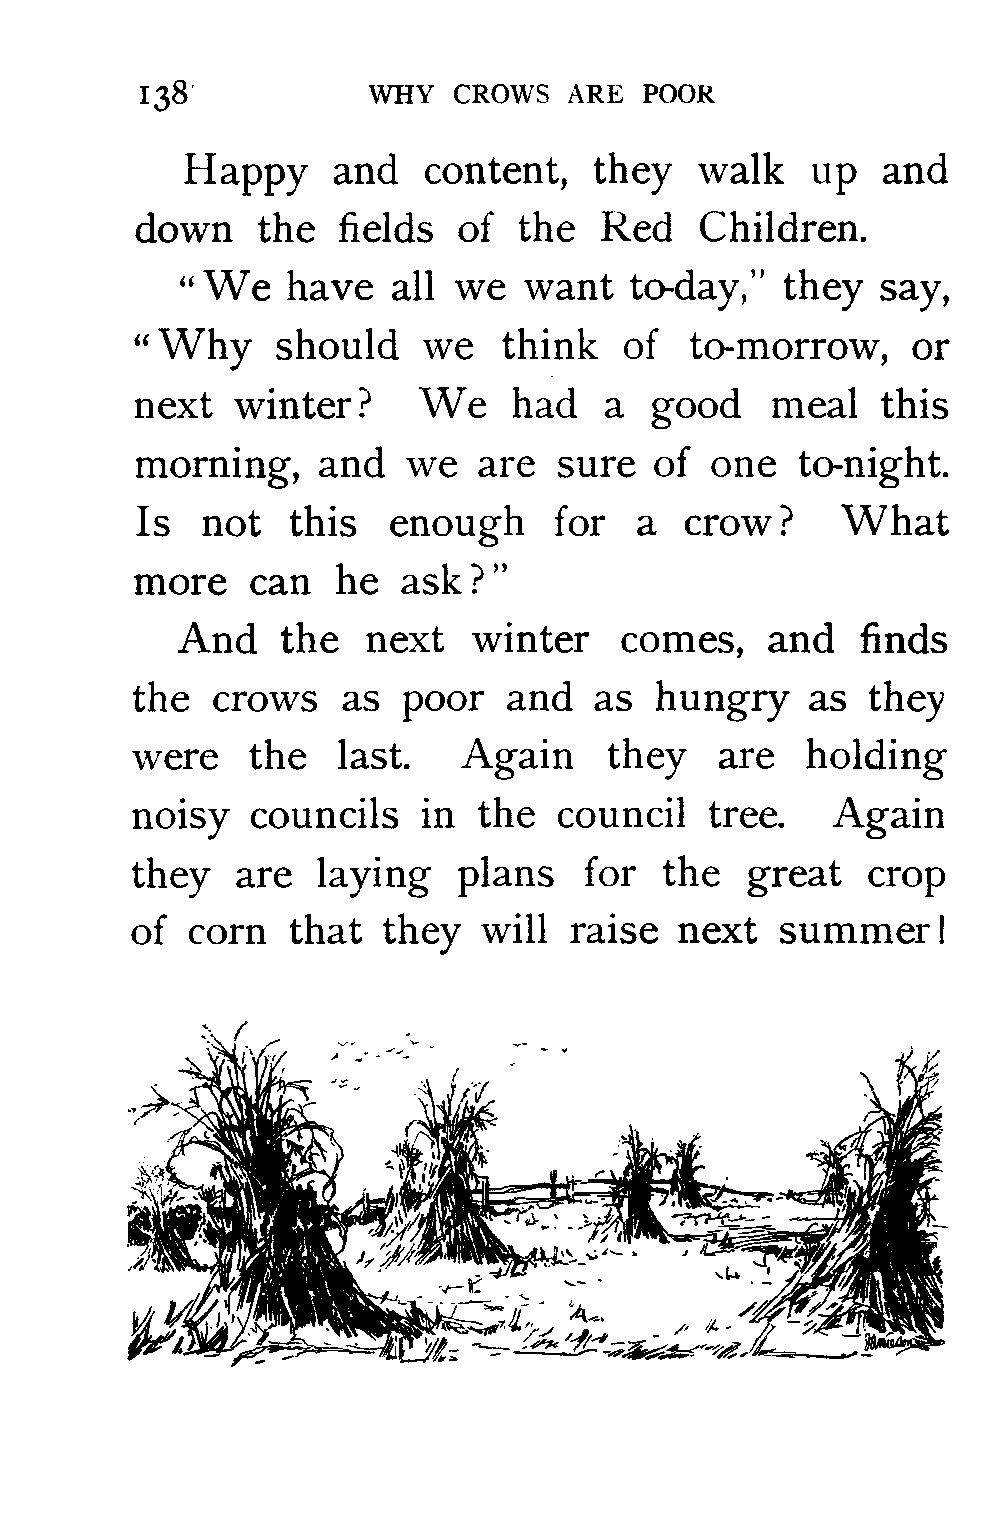 138 WHY CROWS ARE POOR
Happy and content, they walk up and
down the fields of the Red Children.
“We have all we want to-day,” they say,
“Why should we think of to-morrow, or
next winter? We had a good meal this
morning, and we are sure of one to-night.
Is not this enough for a crow? What
more can he ask?”
And the next winter comes, and finds
the crows as poor and as hungry as they
were the last. Again they are holding
noisy councils in the council tree. Again
they are laying plans for the great crop
of corn that they will raise next summer!